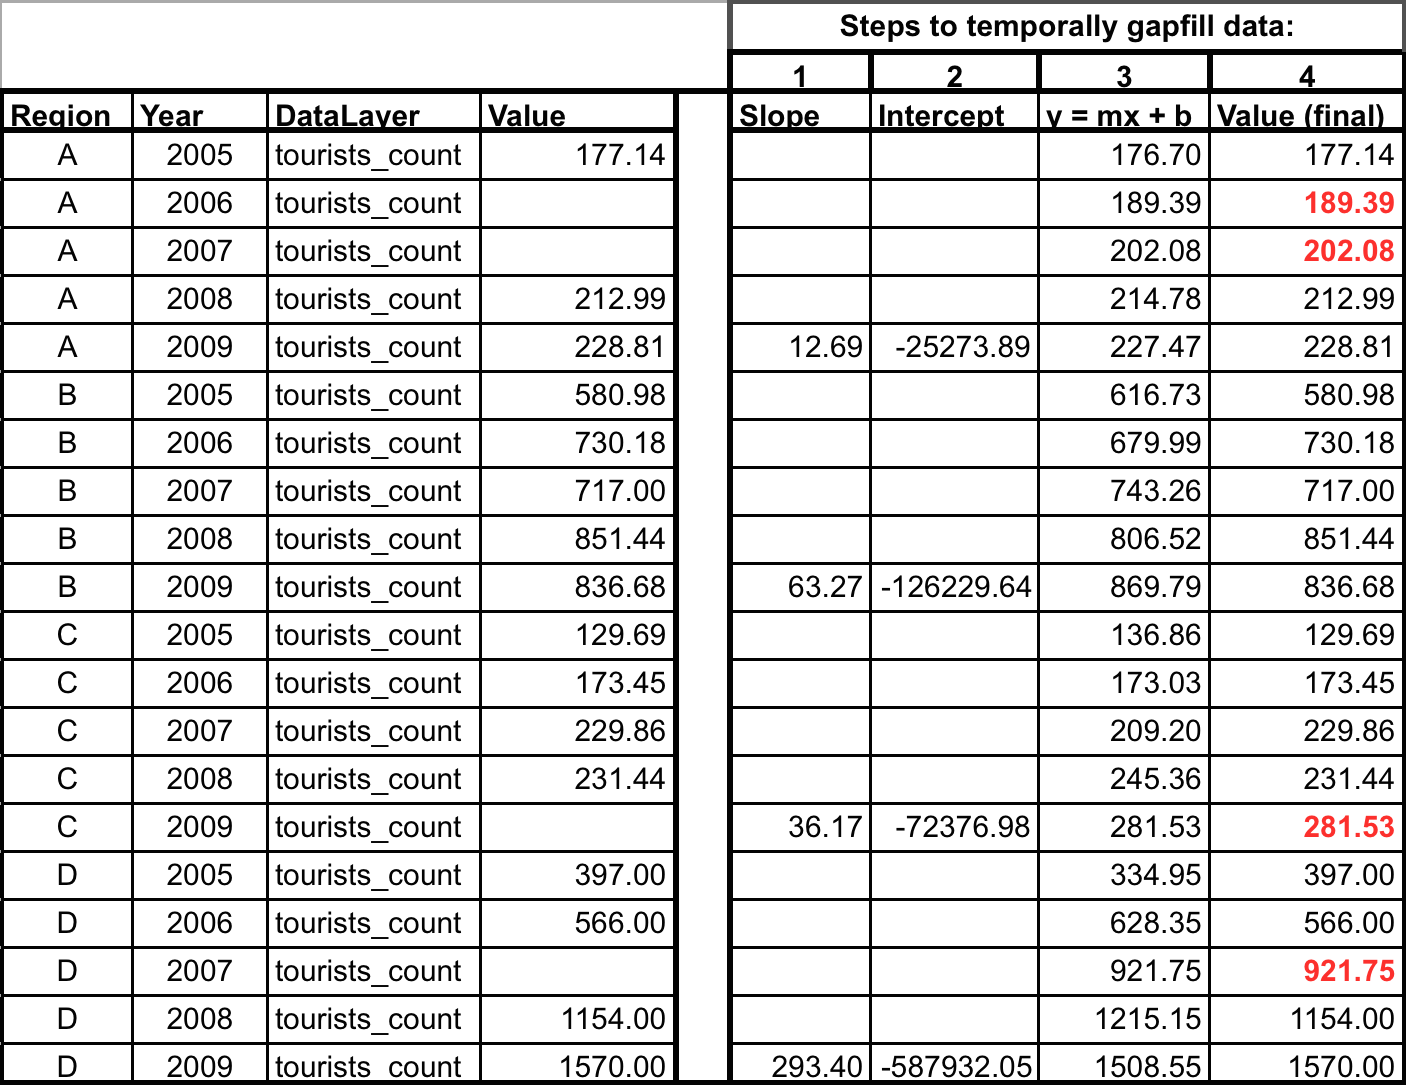 Steps to temporally gapfill data:
1 2 3 4
Region Year DataLayer Value Slope Intercept y = mx + b Value (final)
A 2005 tourists_count 177.14 176.70 177.14
A 2006 tourists_count 189.39 189.39
A 2007 tourists_count 202.08 202.08
A 2008 tourists_count 212.99 214.78 212.99
A 2009 tourists_count 228.81 12.69 -25273.89 227.47 228.81
B 2005 tourists_count 580.98 616.73 580.98
B 2006 tourists_count 730.18 679.99 730.18
B 2007 tourists_count 717.00 743.26 717.00
B 2008 tourists_count 851.44 806.52 851.44
B 2009 tourists_count 836.68 63.27 -126229.64 869.79 836.68
C 2005 tourists_count 129.69 136.86 129.69
C 2006 tourists_count 173.45 173.03 173.45
C 2007 tourists_count 229.86 209.20 229.86
C 2008 tourists_count 231.44 245.36 231.44
C 2009 tourists_count 36.17 -72376.98 281.53 281.53
D 2005 tourists_count 397.00 334.95 397.00
D 2006 tourists_count 566.00 628.35 566.00
D 2007 tourists_count 921.75 921.75
D 2008 tourists_count 1154.00 1215.15 1154.00
D 2009 tourists_count 1570.00 293.40 -587932.05 1508.55 1570.00